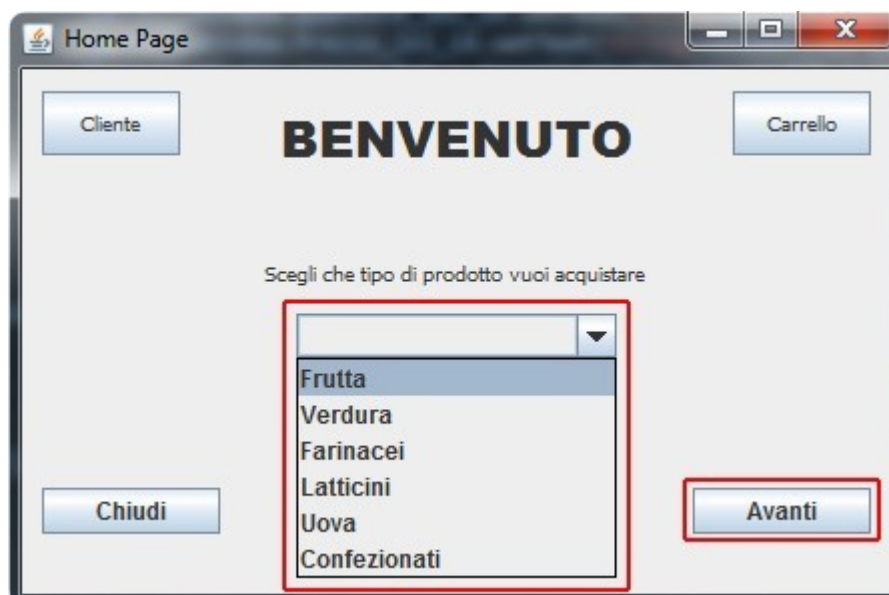 Home Page
Cliente
BENVENUTO
Carrello
Scegli che tipo di prodotto vuoi acquistare
Frutta
Verdura
Farinacei
Latticini
Uova
Confezionati
Chiudi
Avanti